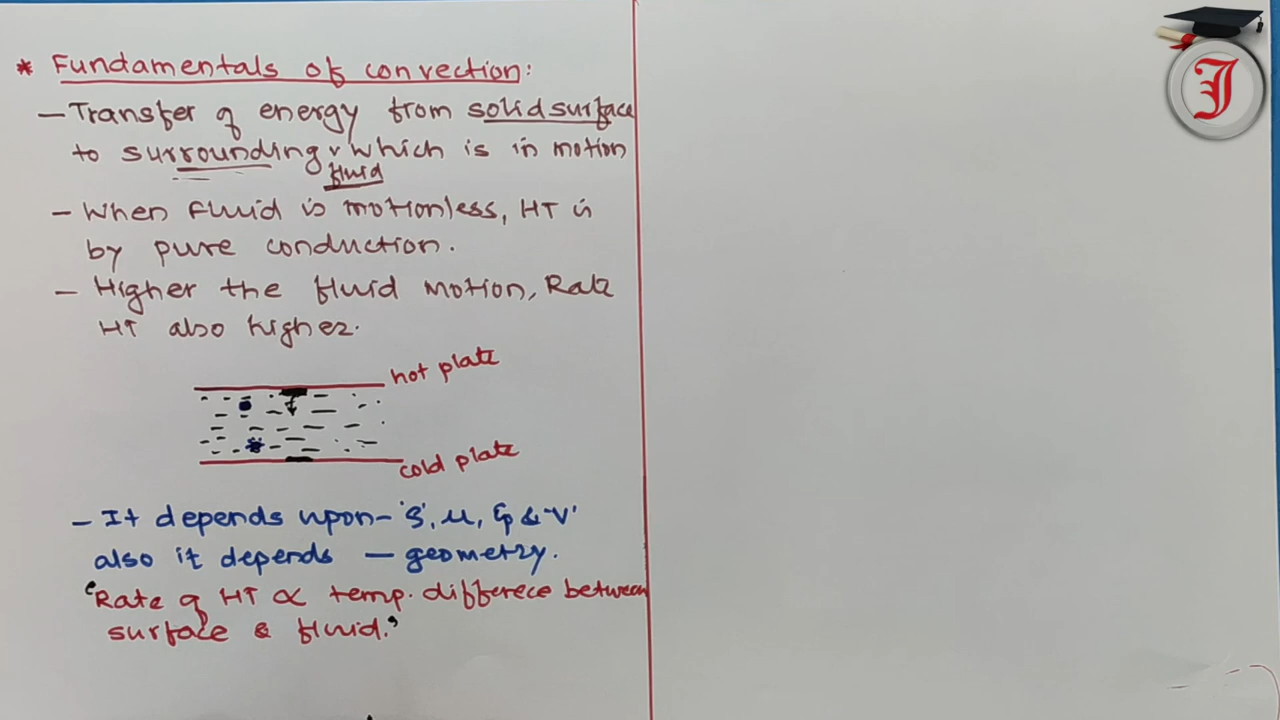 * Fundamentals of convection:
- Transfer of energy from solid surface
to surrounding which is in motion
fluid
- When fluid is motionless, HT is
by pure conduction.
- Higher the fluid motion, Rate
HT also higher.
hot plate
cold plate
- It depends upon - 'ρ', μ, Cp & 'V'
also it depends - geometry.
"Rate of HT ∝ temp. differece between
surface & fluid."
J